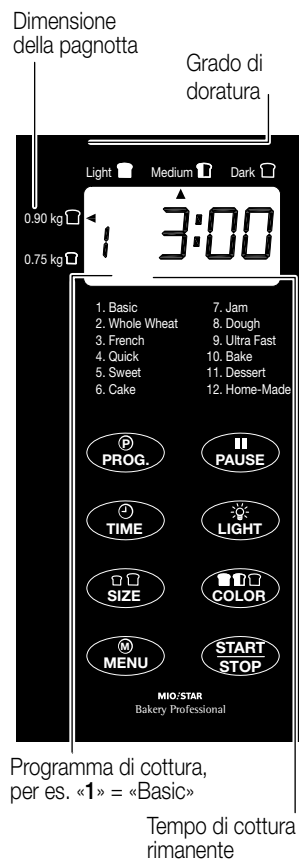 Dimensione
della pagnotta
Grado di
doratura
Light Medium Dark
0.90 kg
1 3:00
0.75 kg
1. Basic
2. Whole Wheat
3. French
4. Quick
5. Sweet
6. Cake
7. Jam
8. Dough
9. Ultra Fast
10. Bake
11. Dessert
12. Home-Made
P
PROG.
PAUSE
TIME
LIGHT
SIZE
COLOR
M
MENU
START
STOP
MIO STAR
Bakery Professional
Programma di cottura,
per es. «1» = «Basic»
Tempo di cottura
rimanente